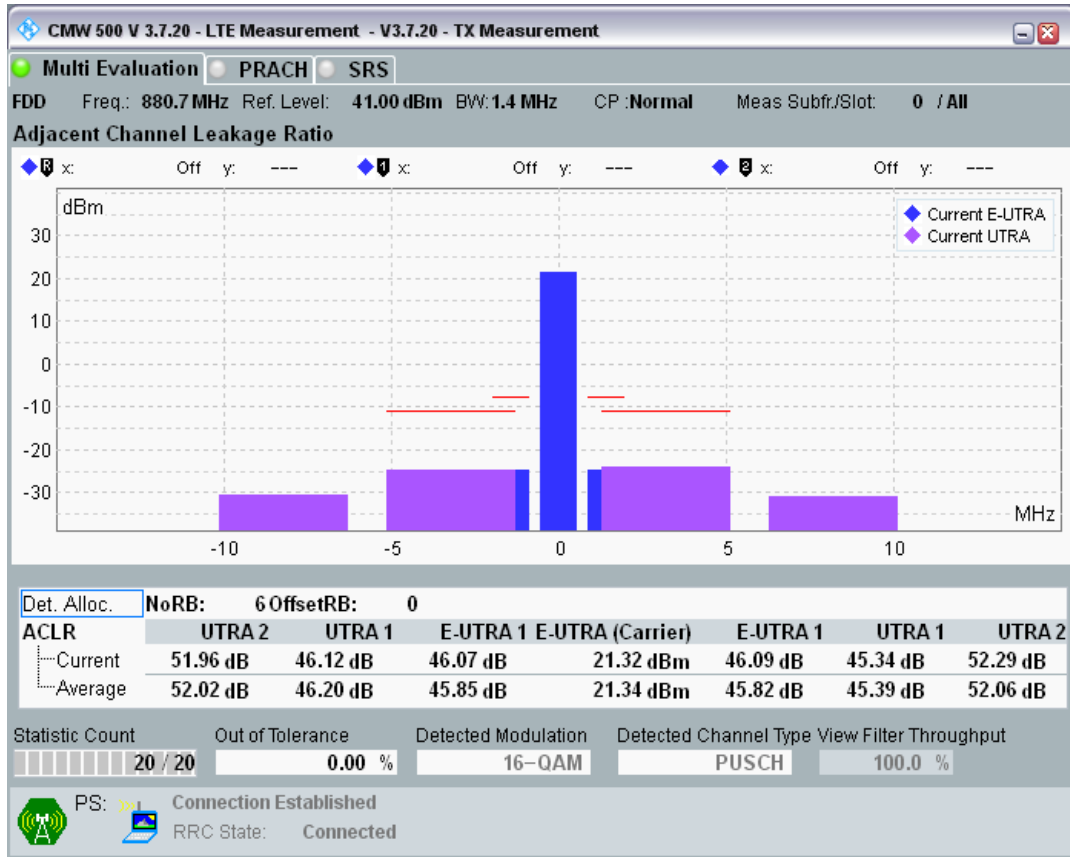 CMW 500 V 3.7.20 - LTE Measurement - V3.7.20 - TX Measurement
Multi Evaluation PRACH SRS
FDD Freq.: 880.7 MHz Ref. Level: 41.00 dBm BW: 1.4 MHz CP :Normal Meas Subfr./Slot: 0 / All
Adjacent Channel Leakage Ratio
R x: Off y: --- 1 x: Off y: --- 2 x: Off y: ---
dBm
Current E-UTRA
Current UTRA
30
20
10
0
-10
-20
-30
MHz
-10 -5 0 5 10
Det. Alloc. NoRB: 6 OffsetRB: 0
ACLR UTRA 2 UTRA 1 E-UTRA 1 E-UTRA (Carrier) E-UTRA 1 UTRA 1 UTRA 2
Current 51.96 dB 46.12 dB 46.07 dB 21.32 dBm 46.09 dB 45.34 dB 52.29 dB
Average 52.02 dB 46.20 dB 45.85 dB 21.34 dBm 45.82 dB 45.39 dB 52.06 dB
Statistic Count Out of Tolerance Detected Modulation Detected Channel Type View Filter Throughput
20 / 20 0.00 % 16-QAM PUSCH 100.0 %
PS: Connection Established
RRC State: Connected